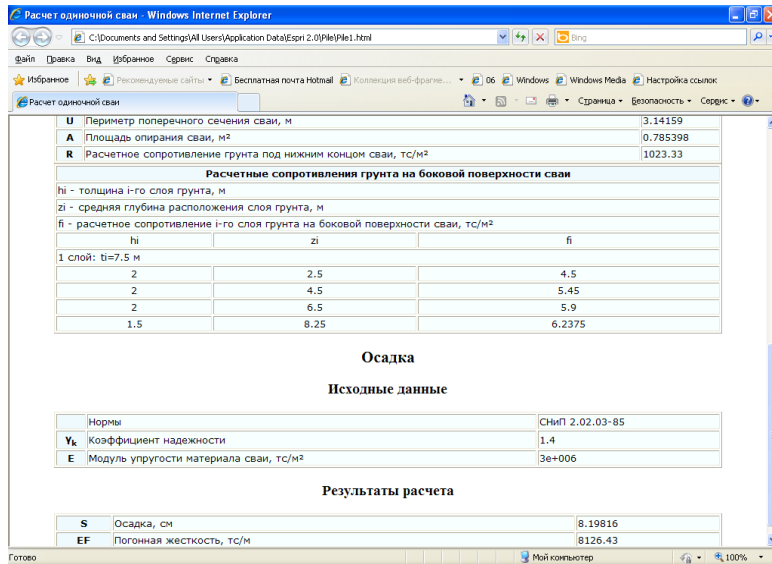 Расчет одиночной сваи - Windows Internet Explorer
C:\Documents and Settings\All Users\Application Data\Espri 2.0\Pile\Pile1.html
Bing
Файл Правка Вид Избранное Сервис Справка
Избранное Рекомендуемые сайты Бесплатная почта Hotmail Коллекция веб-фрагме... 06 Windows Windows Media Настройка ссылок
Расчет одиночной сваи Страница Безопасность Сервис
U Периметр поперечного сечения сваи, м 3.14159
A Площадь опирания сваи, м² 0.785398
R Расчетное сопротивление грунта под нижним концом сваи, тс/м² 1023.33
Расчетные сопротивления грунта на боковой поверхности сваи
hi - толщина i-го слоя грунта, м
zi - средняя глубина расположения слоя грунта, м
fi - расчетное сопротивление i-го слоя грунта на боковой поверхности сваи, тс/м²
hi zi fi
1 слой: ti=7.5 м
2 2.5 4.5
2 4.5 5.45
2 6.5 5.9
1.5 8.25 6.2375
Осадка
Исходные данные
Нормы СНиП 2.02.03-85
γk Коэффициент надежности 1.4
E Модуль упругости материала сваи, тс/м² 3e+006
Результаты расчета
S Осадка, см 8.19816
EF Погонная жесткость, тс/м 8126.43
Готово Мой компьютер 100%